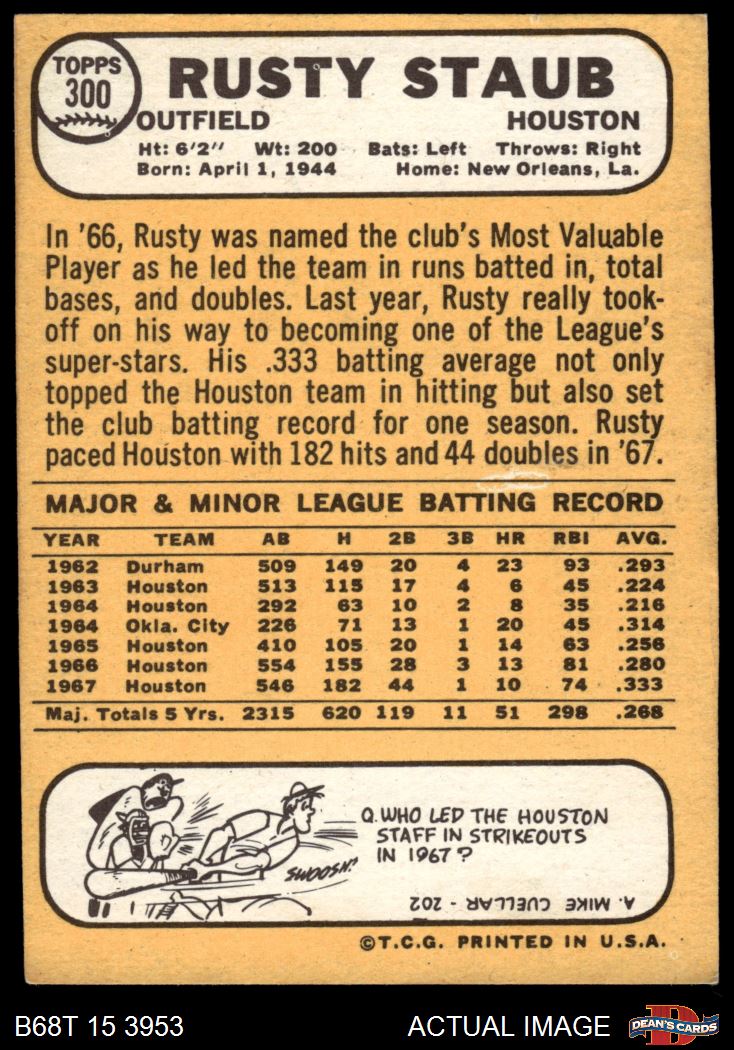 TOPPS
300
RUSTY STAUB
OUTFIELD HOUSTON
Ht: 6'2" Wt: 200 Bats: Left Throws: Right
Born: April 1, 1944 Home: New Orleans, La.
In '66, Rusty was named the club's Most Valuable
Player as he led the team in runs batted in, total
bases, and doubles. Last year, Rusty really took-
off on his way to becoming one of the League's
super-stars. His .333 batting average not only
topped the Houston team in hitting but also set
the club batting record for one season. Rusty
paced Houston with 182 hits and 44 doubles in '67.
MAJOR & MINOR LEAGUE BATTING RECORD
YEAR TEAM AB H 2B 3B HR RBI AVG.
1962 Durham 509 149 20 4 23 93 .293
1963 Houston 513 115 17 4 6 45 .224
1964 Houston 292 63 10 2 8 35 .216
1964 Okla. City 226 71 13 1 20 45 .314
1965 Houston 410 105 20 1 14 63 .256
1966 Houston 554 155 28 3 13 81 .280
1967 Houston 546 182 44 1 10 74 .333
Maj. Totals 5 Yrs. 2315 620 119 11 51 298 .268
Q. WHO LED THE HOUSTON
STAFF IN STRIKEOUTS
IN 1967?
SWOOSH!
A. MIKE CUELLAR - 202
©T.C.G. PRINTED IN U.S.A.
B68T 15 3953 ACTUAL IMAGE DEAN'S CARDS